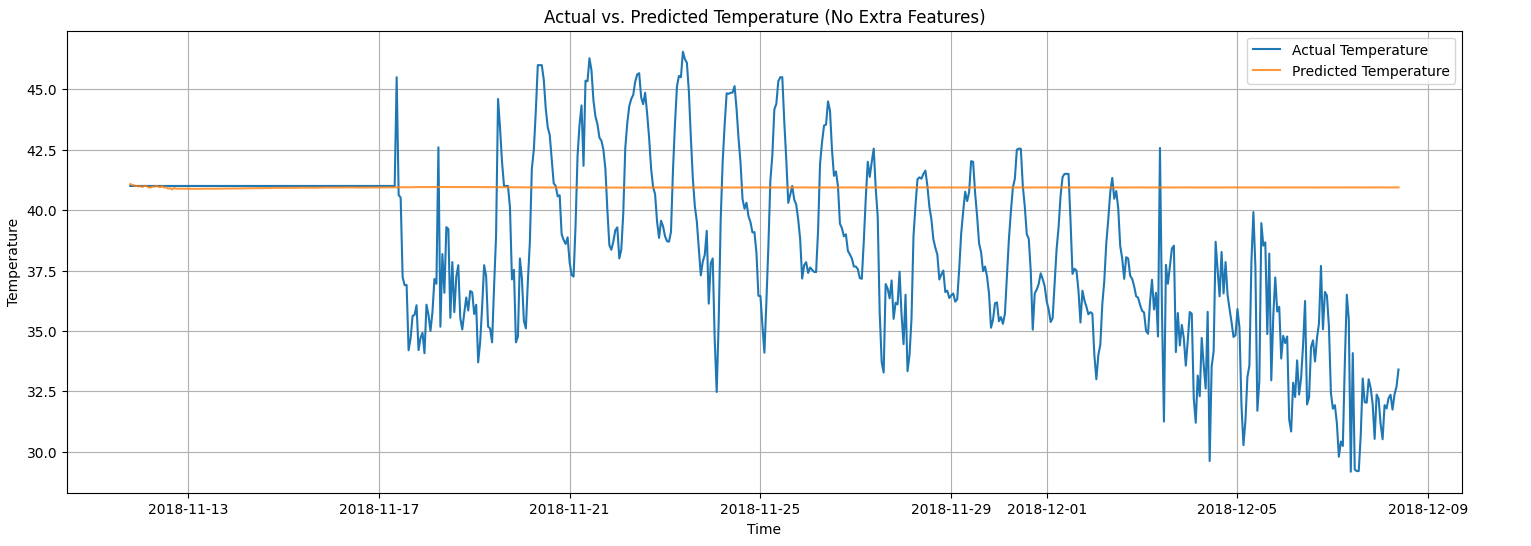 Actual vs. Predicted Temperature (No Extra Features)
Actual Temperature
Predicted Temperature
Temperature
45.0
42.5
40.0
37.5
35.0
32.5
30.0
2018-11-13 2018-11-17 2018-11-21 2018-11-25 2018-11-29 2018-12-01 2018-12-05 2018-12-09
Time